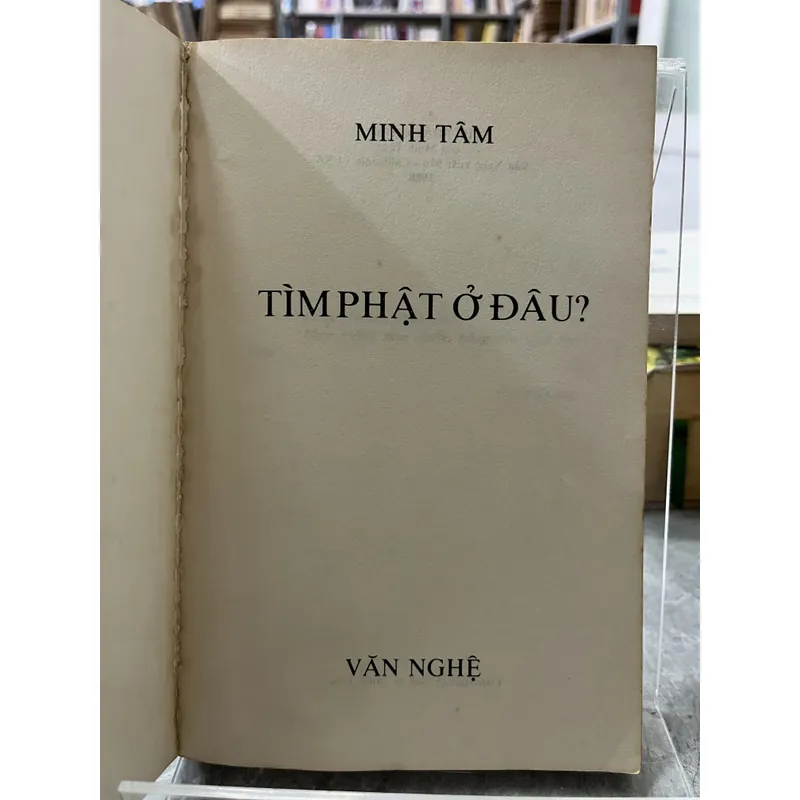 MINH TÂM
TÌM PHẬT Ở ĐÂU?
VĂN NGHỆ